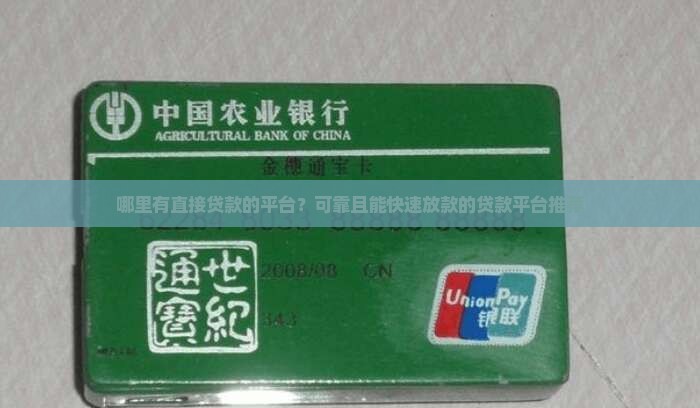 中国农业银行
AGRICULTURAL BANK OF CHINA
金穗通宝卡
哪里有直接贷款的平台？可靠且能快速放款的贷款平台推
2008/08 CN
世紀
通寶
343
UnionPay
银联